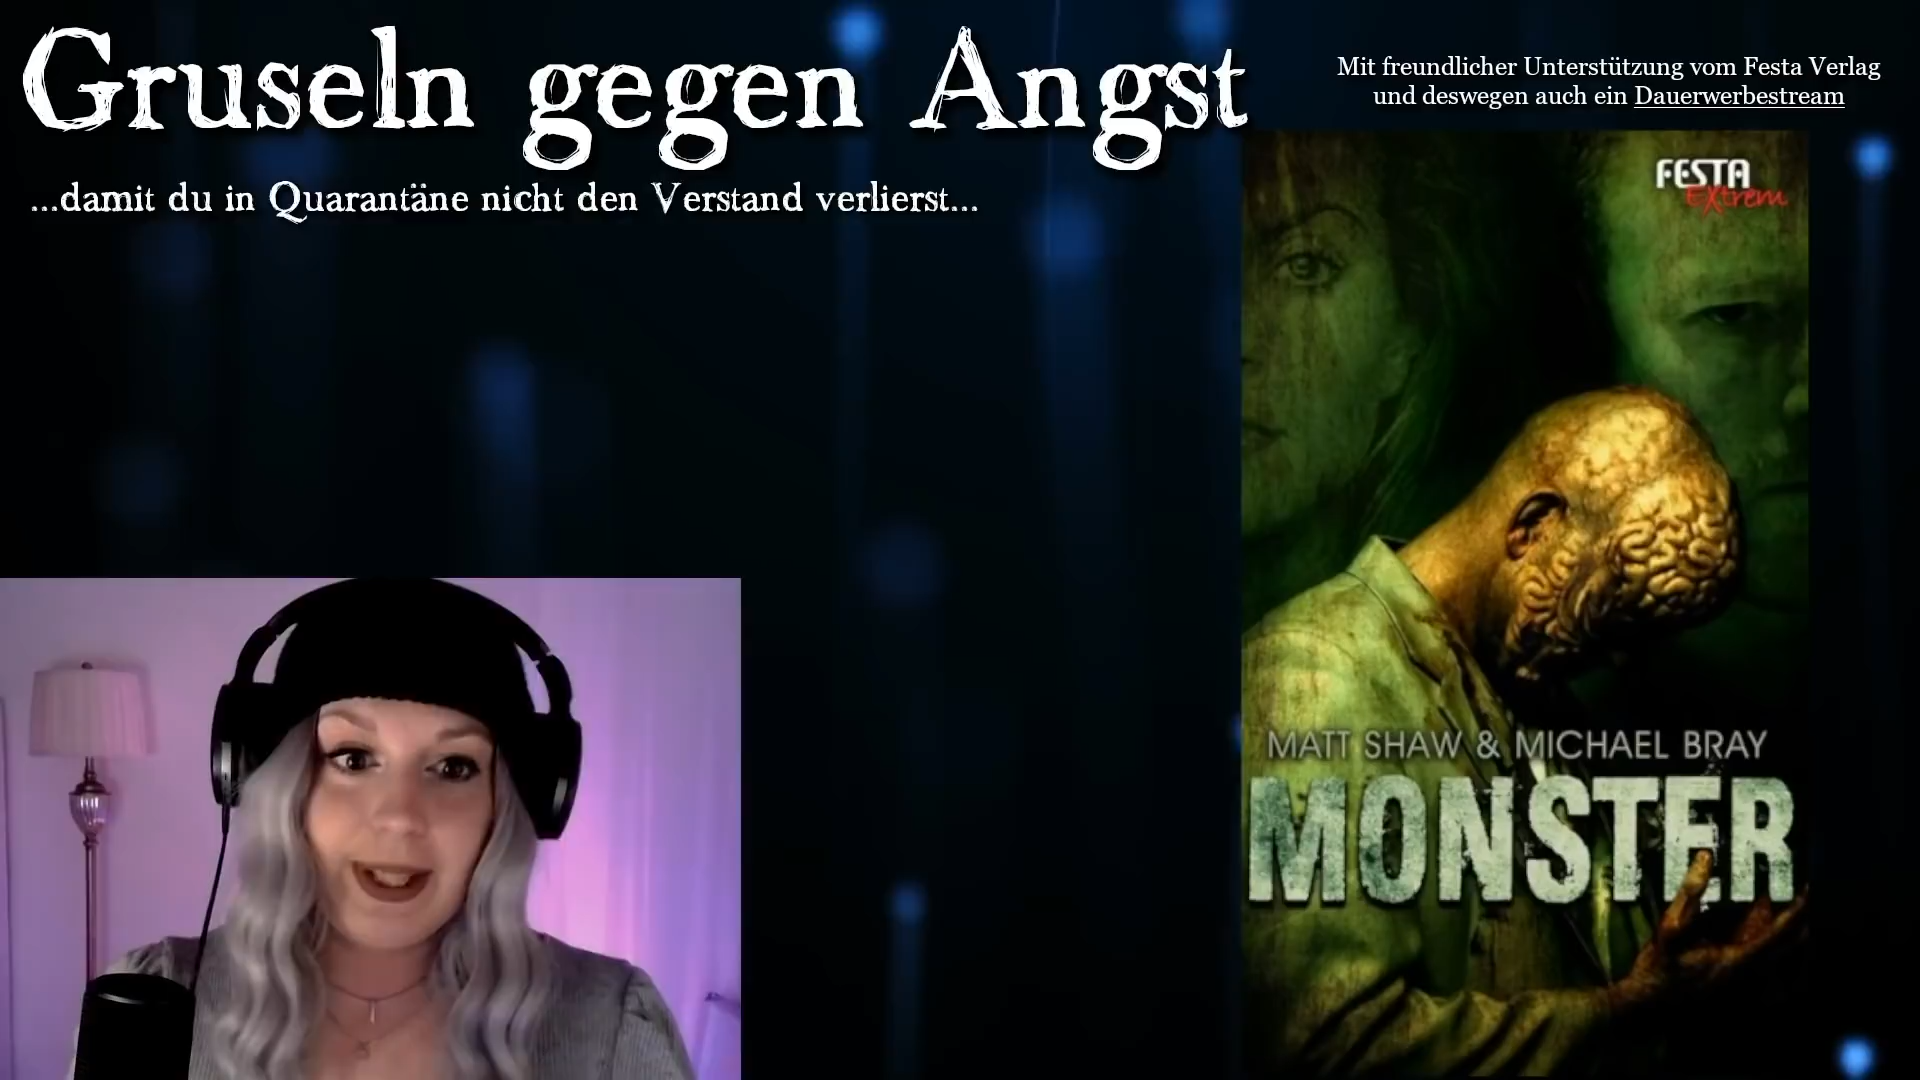 Gruseln gegen Angst
...damit du in Quarantäne nicht den Verstand verlierst...
Mit freundlicher Unterstützung vom Festa Verlag
und deswegen auch ein Dauerwerbestream
FESTA
Extrem
MATT SHAW & MICHAEL BRAY
MONSTER